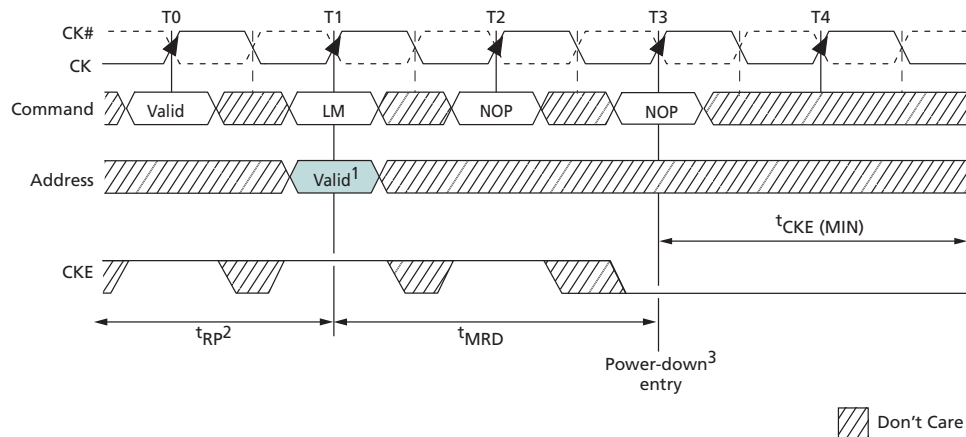 T0 T1 T2 T3 T4
CK#
CK
Command Valid LM NOP NOP
Address Valid1
tCKE (MIN)
CKE
tRP2 tMRD
Power-down3
entry
Don't Care